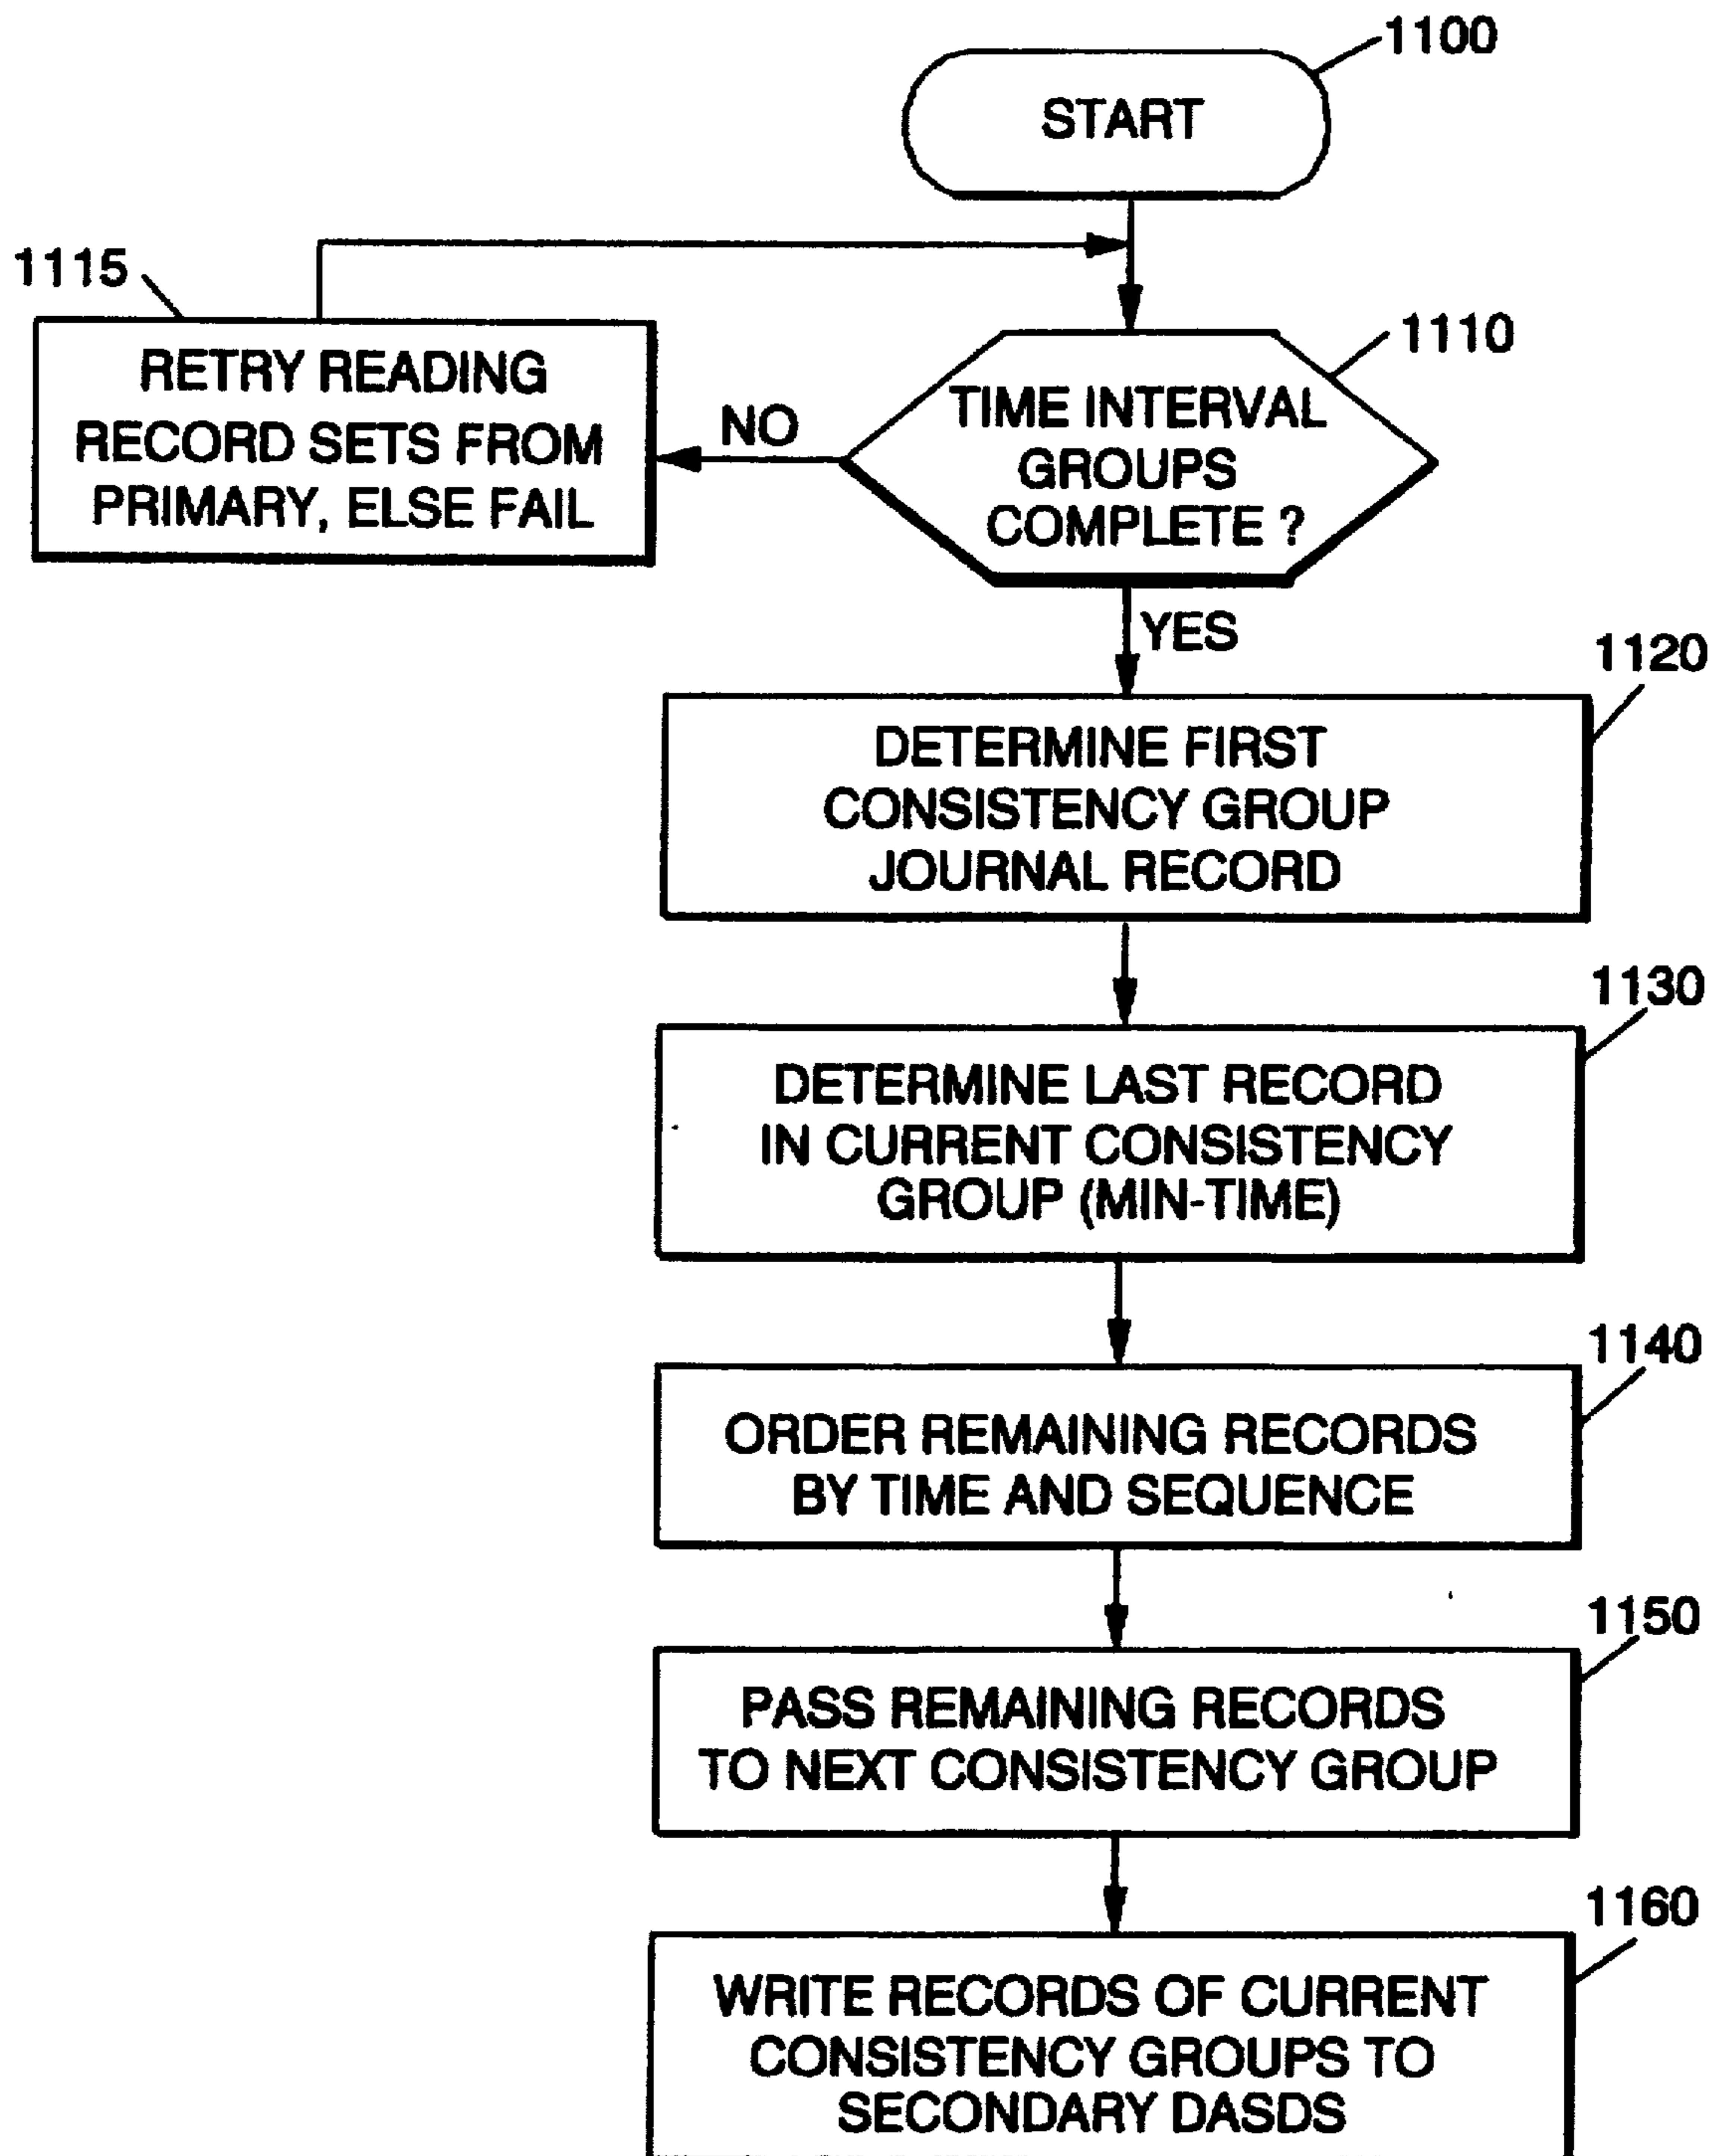 1100
START
1115
RETRY READING
RECORD SETS FROM
PRIMARY, ELSE FAIL
NO
1110
TIME INTERVAL
GROUPS
COMPLETE ?
YES
1120
DETERMINE FIRST
CONSISTENCY GROUP
JOURNAL RECORD
1130
DETERMINE LAST RECORD
IN CURRENT CONSISTENCY
GROUP (MIN-TIME)
1140
ORDER REMAINING RECORDS
BY TIME AND SEQUENCE
1150
PASS REMAINING RECORDS
TO NEXT CONSISTENCY GROUP
1160
WRITE RECORDS OF CURRENT
CONSISTENCY GROUPS TO
SECONDARY DASDS